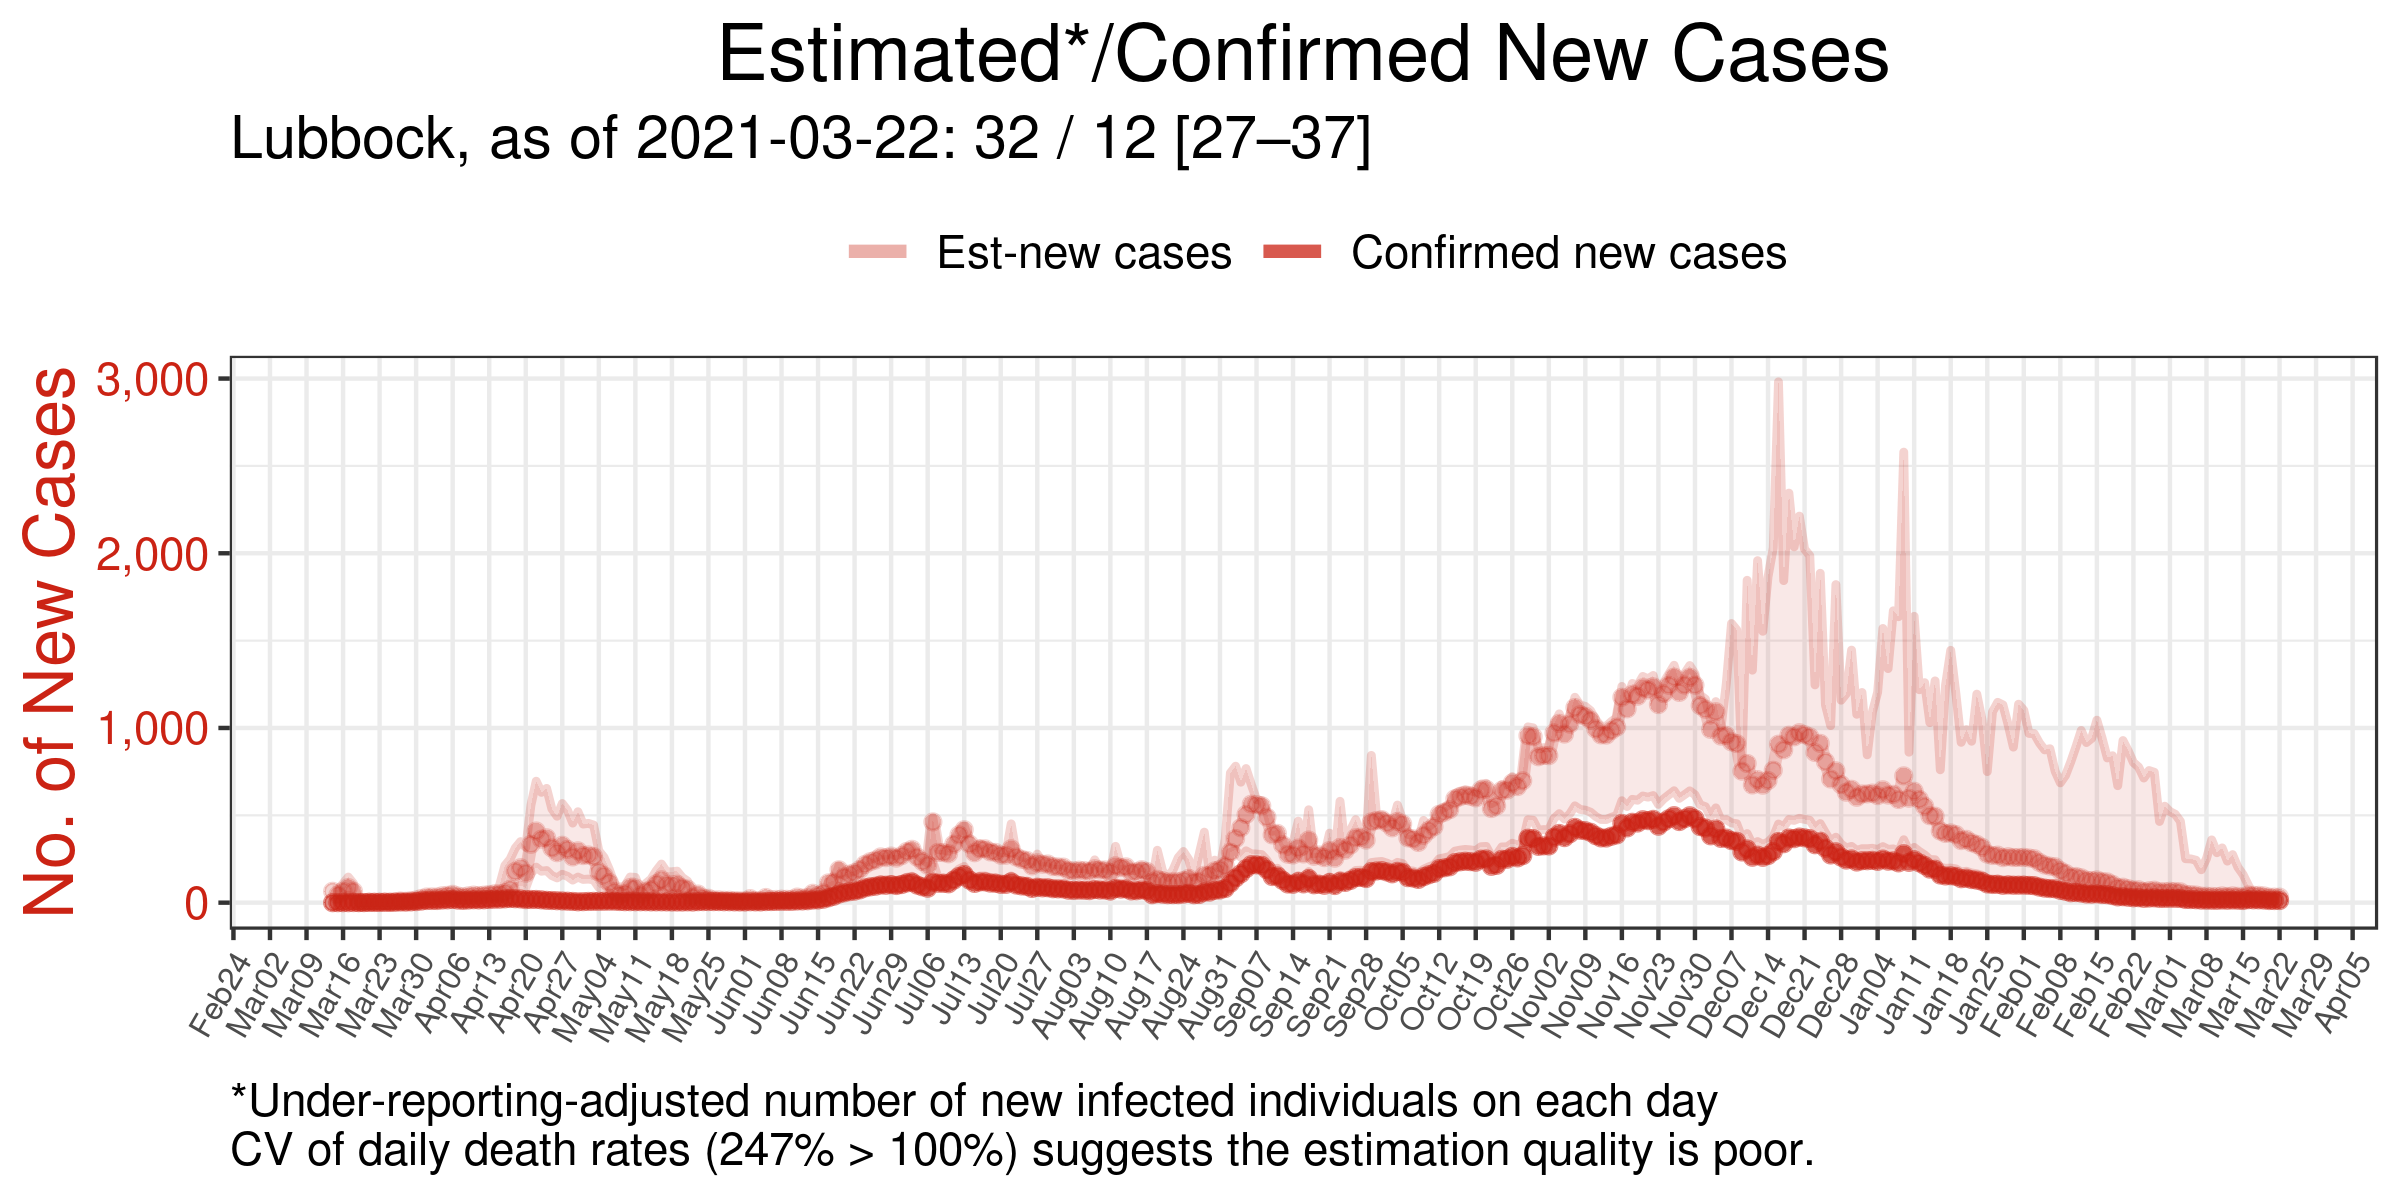 Estimated*/Confirmed New Cases
Lubbock, as of 2021-03-22: 32 / 12 [27–37]
Est-new cases Confirmed new cases
No. of New Cases
3,000
2,000
1,000
0
Feb24 Mar02 Mar09 Mar16 Mar23 Mar30 Apr06 Apr13 Apr20 Apr27 May04 May11 May18 May25 Jun01 Jun08 Jun15 Jun22 Jun29 Jul06 Jul13 Jul20 Jul27 Aug03 Aug10 Aug17 Aug24 Aug31 Sep07 Sep14 Sep21 Sep28 Oct05 Oct12 Oct19 Oct26 Nov02 Nov09 Nov16 Nov23 Nov30 Dec07 Dec14 Dec21 Dec28 Jan04 Jan11 Jan18 Jan25 Feb01 Feb08 Feb15 Feb22 Mar01 Mar08 Mar15 Mar22 Mar29 Apr05
*Under-reporting-adjusted number of new infected individuals on each day
CV of daily death rates (247% > 100%) suggests the estimation quality is poor.